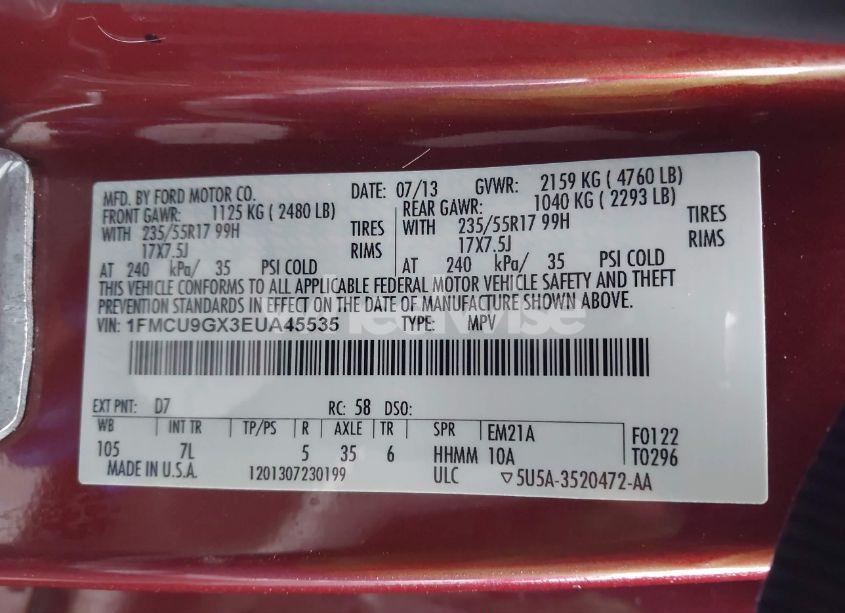 MFD. BY FORD MOTOR CO. DATE: 07/13 GVWR: 2159 KG ( 4760 LB)
FRONT GAWR: 1125 KG ( 2480 LB) REAR GAWR: 1040 KG ( 2293 LB)
WITH 235/55R17 99H TIRES WITH 235/55R17 99H TIRES
17X7.5J RIMS 17X7.5J RIMS
AT 240 kPa/ 35 PSI COLD AT 240 kPa/ 35 PSI COLD
THIS VEHICLE CONFORMS TO ALL APPLICABLE FEDERAL MOTOR VEHICLE SAFETY AND THEFT
PREVENTION STANDARDS IN EFFECT ON THE DATE OF MANUFACTURE SHOWN ABOVE.
VIN: 1FMCU9GX3EUA45535 TYPE: MPV
EXT PNT: D7 RC: 58 DSO:
WB INT TR TP/PS R AXLE TR SPR EM21A F0122
105 7L 5 35 6 HHMM 10A T0296
MADE IN U.S.A. 1201307230199 ULC ▽5U5A-3520472-AA